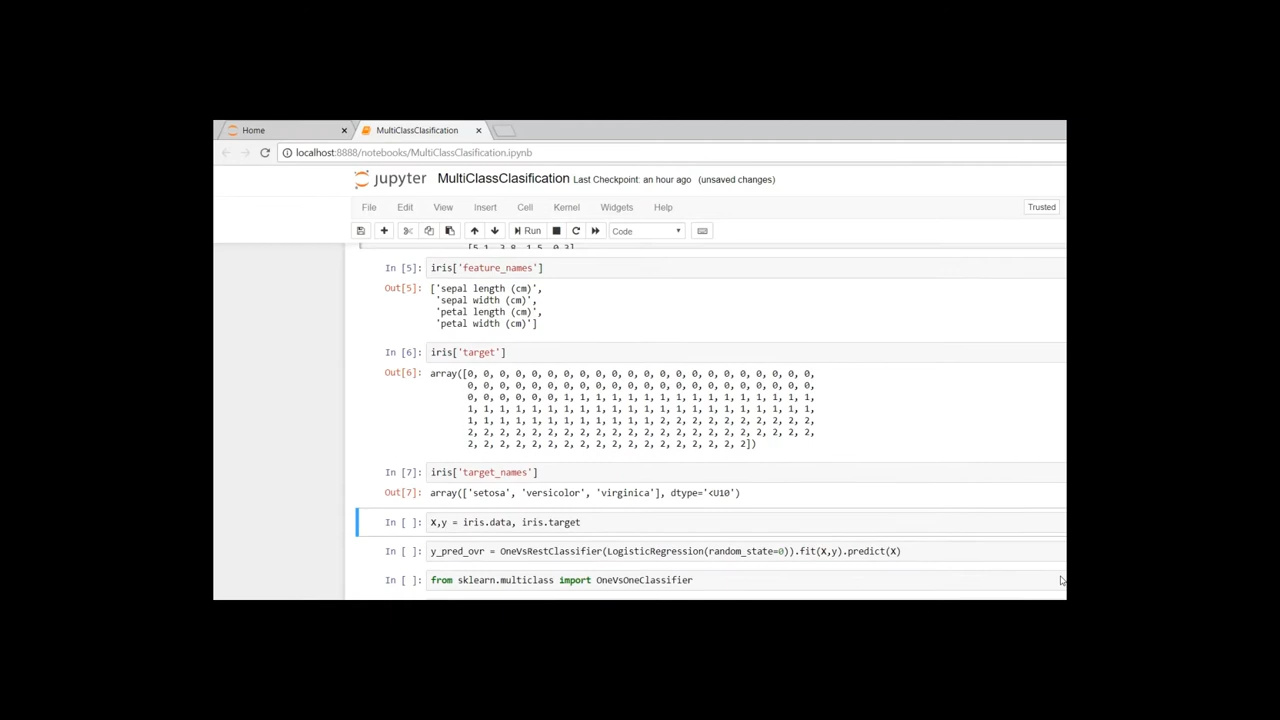 Home
MultiClassClasification
localhost:8888/notebooks/MultiClassClasification.ipynb
jupyter MultiClassClasification Last Checkpoint: an hour ago (unsaved changes)
File Edit View Insert Cell Kernel Widgets Help Trusted
Run Code
[5.1, 3.8, 1.5, 0.3]
In [5]: iris['feature_names']
Out[5]: ['sepal length (cm)',
'sepal width (cm)',
'petal length (cm)',
'petal width (cm)']
In [6]: iris['target']
Out[6]: array([0, 0, 0, 0, 0, 0, 0, 0, 0, 0, 0, 0, 0, 0, 0, 0, 0, 0, 0, 0, 0, 0,
0, 0, 0, 0, 0, 0, 0, 0, 0, 0, 0, 0, 0, 0, 0, 0, 0, 0, 0, 0, 0, 0,
0, 0, 0, 0, 0, 0, 1, 1, 1, 1, 1, 1, 1, 1, 1, 1, 1, 1, 1, 1, 1, 1,
1, 1, 1, 1, 1, 1, 1, 1, 1, 1, 1, 1, 1, 1, 1, 1, 1, 1, 1, 1, 1, 1,
1, 1, 1, 1, 1, 1, 1, 1, 1, 1, 1, 1, 2, 2, 2, 2, 2, 2, 2, 2, 2, 2,
2, 2, 2, 2, 2, 2, 2, 2, 2, 2, 2, 2, 2, 2, 2, 2, 2, 2, 2, 2, 2, 2,
2, 2, 2, 2, 2, 2, 2, 2, 2, 2, 2, 2, 2, 2, 2, 2, 2, 2])
In [7]: iris['target_names']
Out[7]: array(['setosa', 'versicolor', 'virginica'], dtype='<U10')
In [ ]: X,y = iris.data, iris.target
In [ ]: y_pred_ovr = OneVsRestClassifier(LogisticRegression(random_state=0)).fit(X,y).predict(X)
In [ ]: from sklearn.multiclass import OneVsOneClassifier